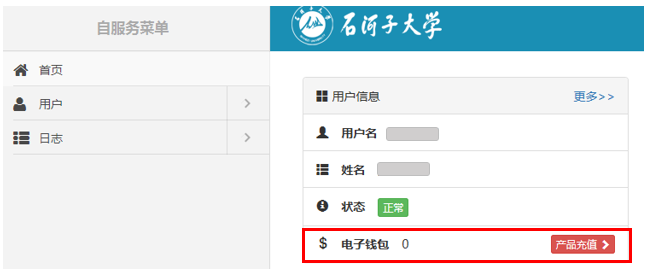 自服务菜单
石河子大学
首页
用户
日志
用户信息 更多>>
用户名
姓名
状态 正常
$ 电子钱包 0 产品充值